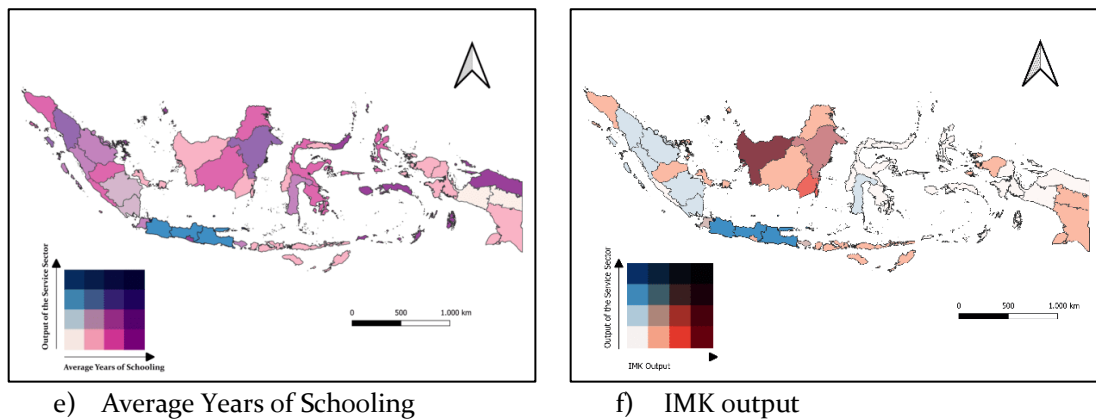 Output of the Service Sector
Average Years of Schooling
0 500 1.000 km
e) Average Years of Schooling
Output of the Service Sector
IMK Output
0 500 1.000 km
f) IMK output